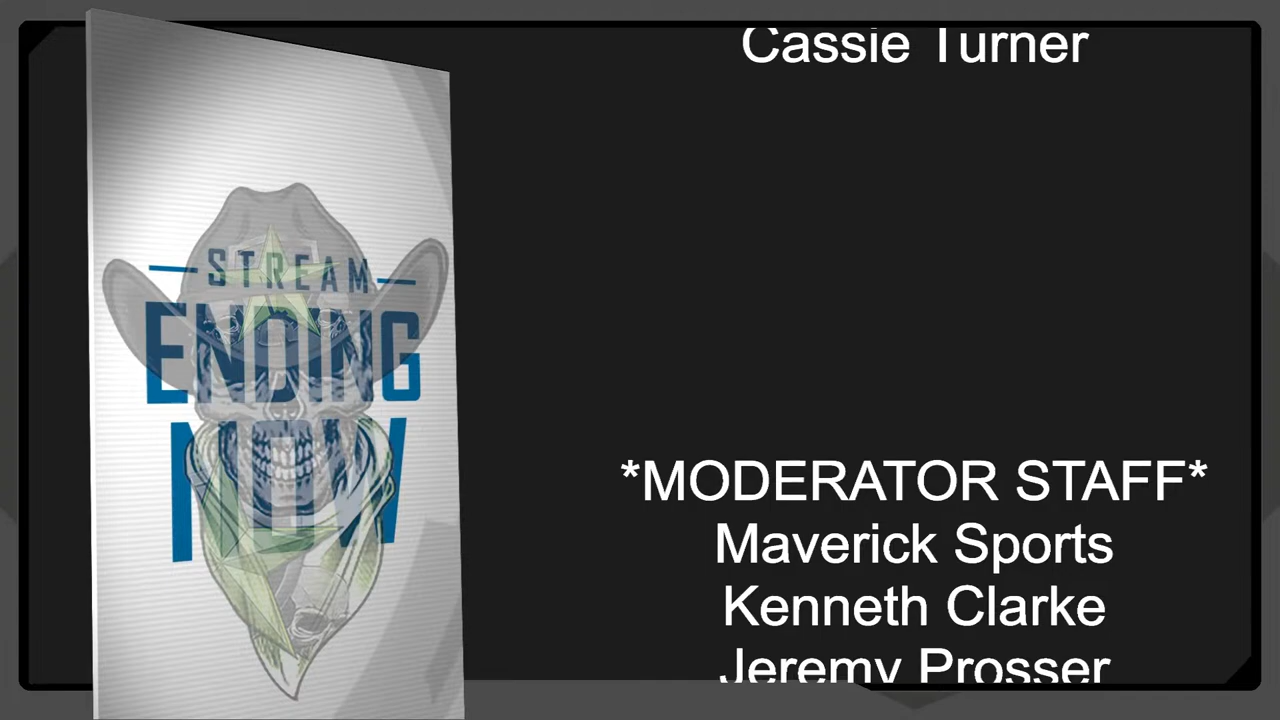 Cassie Turner
STREAM
ENDING
NOW
*MODERATOR STAFF*
Maverick Sports
Kenneth Clarke
Jeremy Prosser